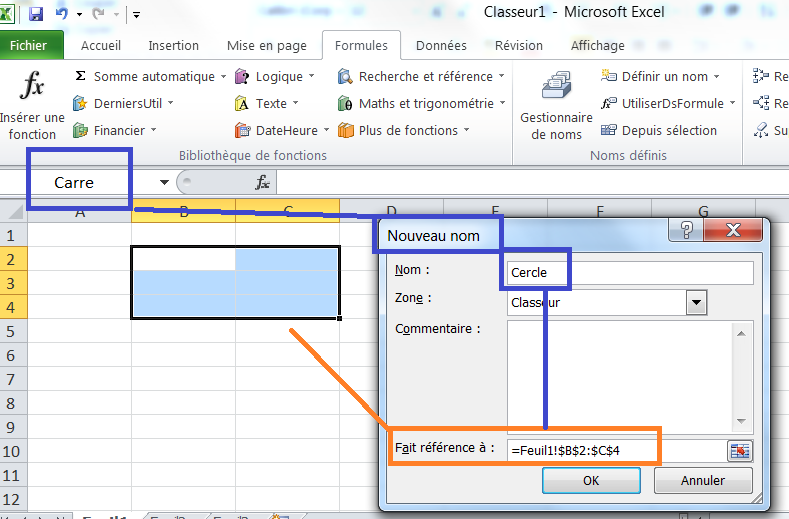 Classeur1 - Microsoft Excel
Fichier Accueil Insertion Mise en page Formules Données Révision Affichage
Σ Somme automatique Logique Recherche et référence Définir un nom Re
fx DerniersUtil Texte Maths et trigonométrie UtiliserDsFormule Re
Insérer une fonction Financier DateHeure Plus de fonctions Gestionnaire de noms Depuis sélection Su
Bibliothèque de fonctions Noms définis
Carre fx
A B C D E F G
1 Nouveau nom ? X
2 Nom : Cercle
3 Zone : Classeur
4 Commentaire :
5
6
7
8
9
10 Fait référence à : =Feuil1!$B$2:$C$4
11 OK Annuler
12